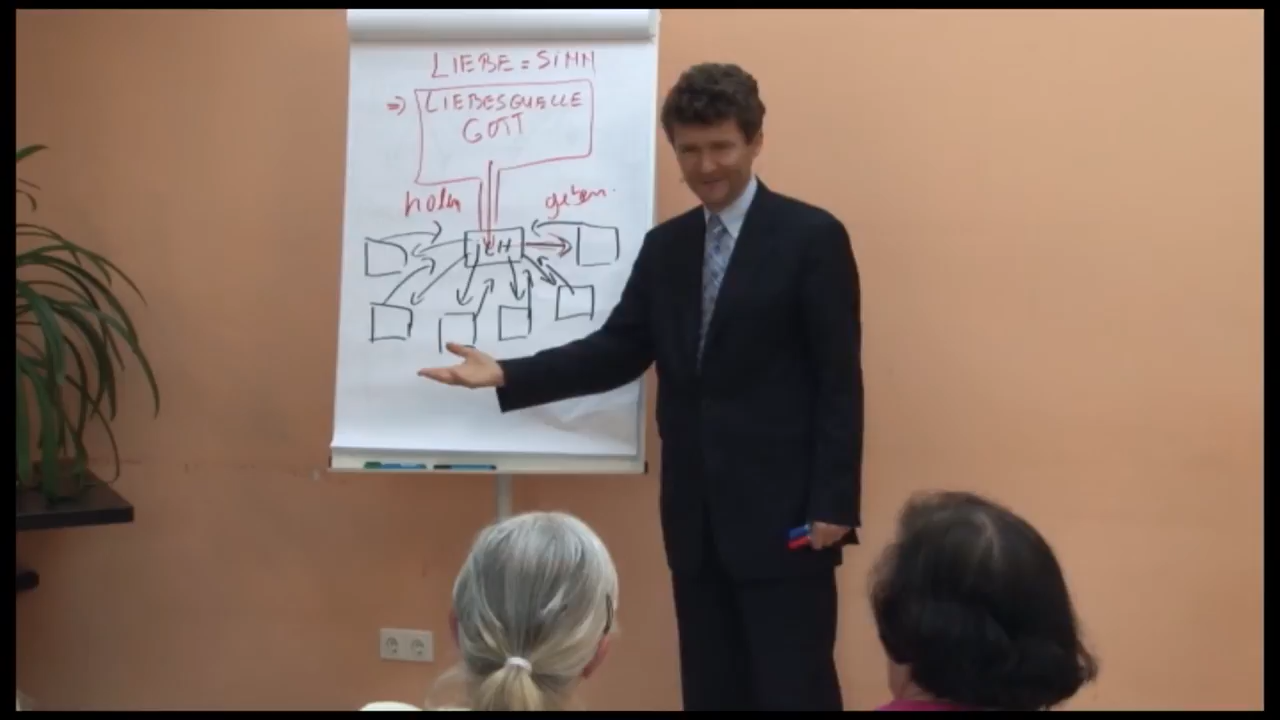 LIEBE = SINN
=> LIEBESQUELLE
GOTT
holen geben
ICH